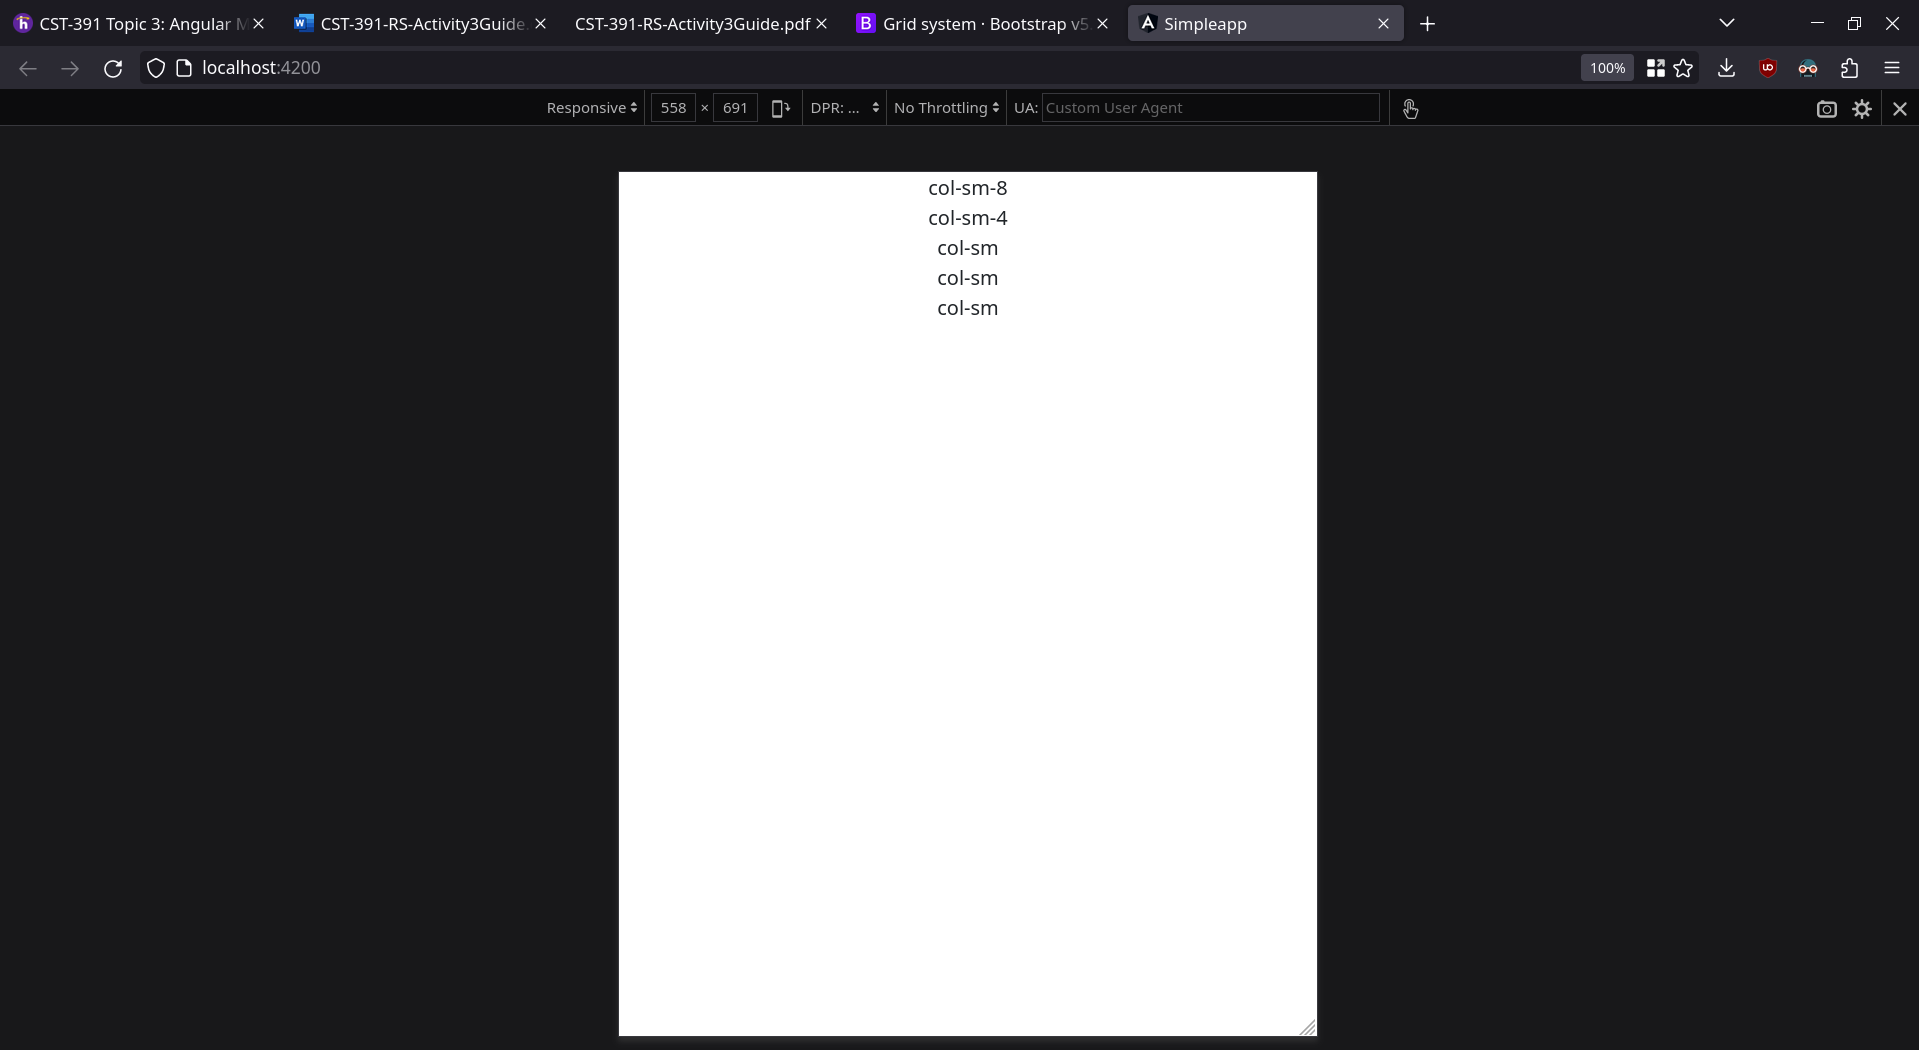 CST-391 Topic 3: Angular M
CST-391-RS-Activity3Guide.
CST-391-RS-Activity3Guide.pdf
B Grid system · Bootstrap v5.
Simpleapp
localhost:4200
100%
Responsive 558 × 691 DPR: ... No Throttling UA: Custom User Agent
col-sm-8
col-sm-4
col-sm
col-sm
col-sm